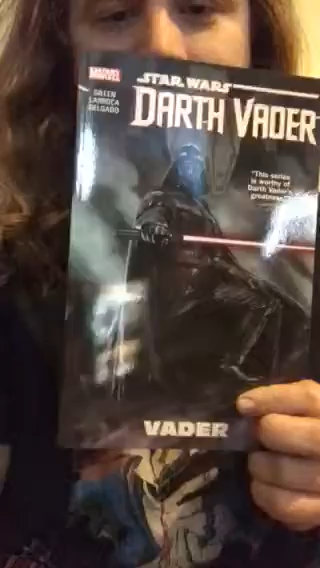 MARVEL
STAR WARS
GILLEN
LARROCA
DELGADO
DARTH VADER
"This series
is worthy of
Darth Vader's
greatness."
VADER